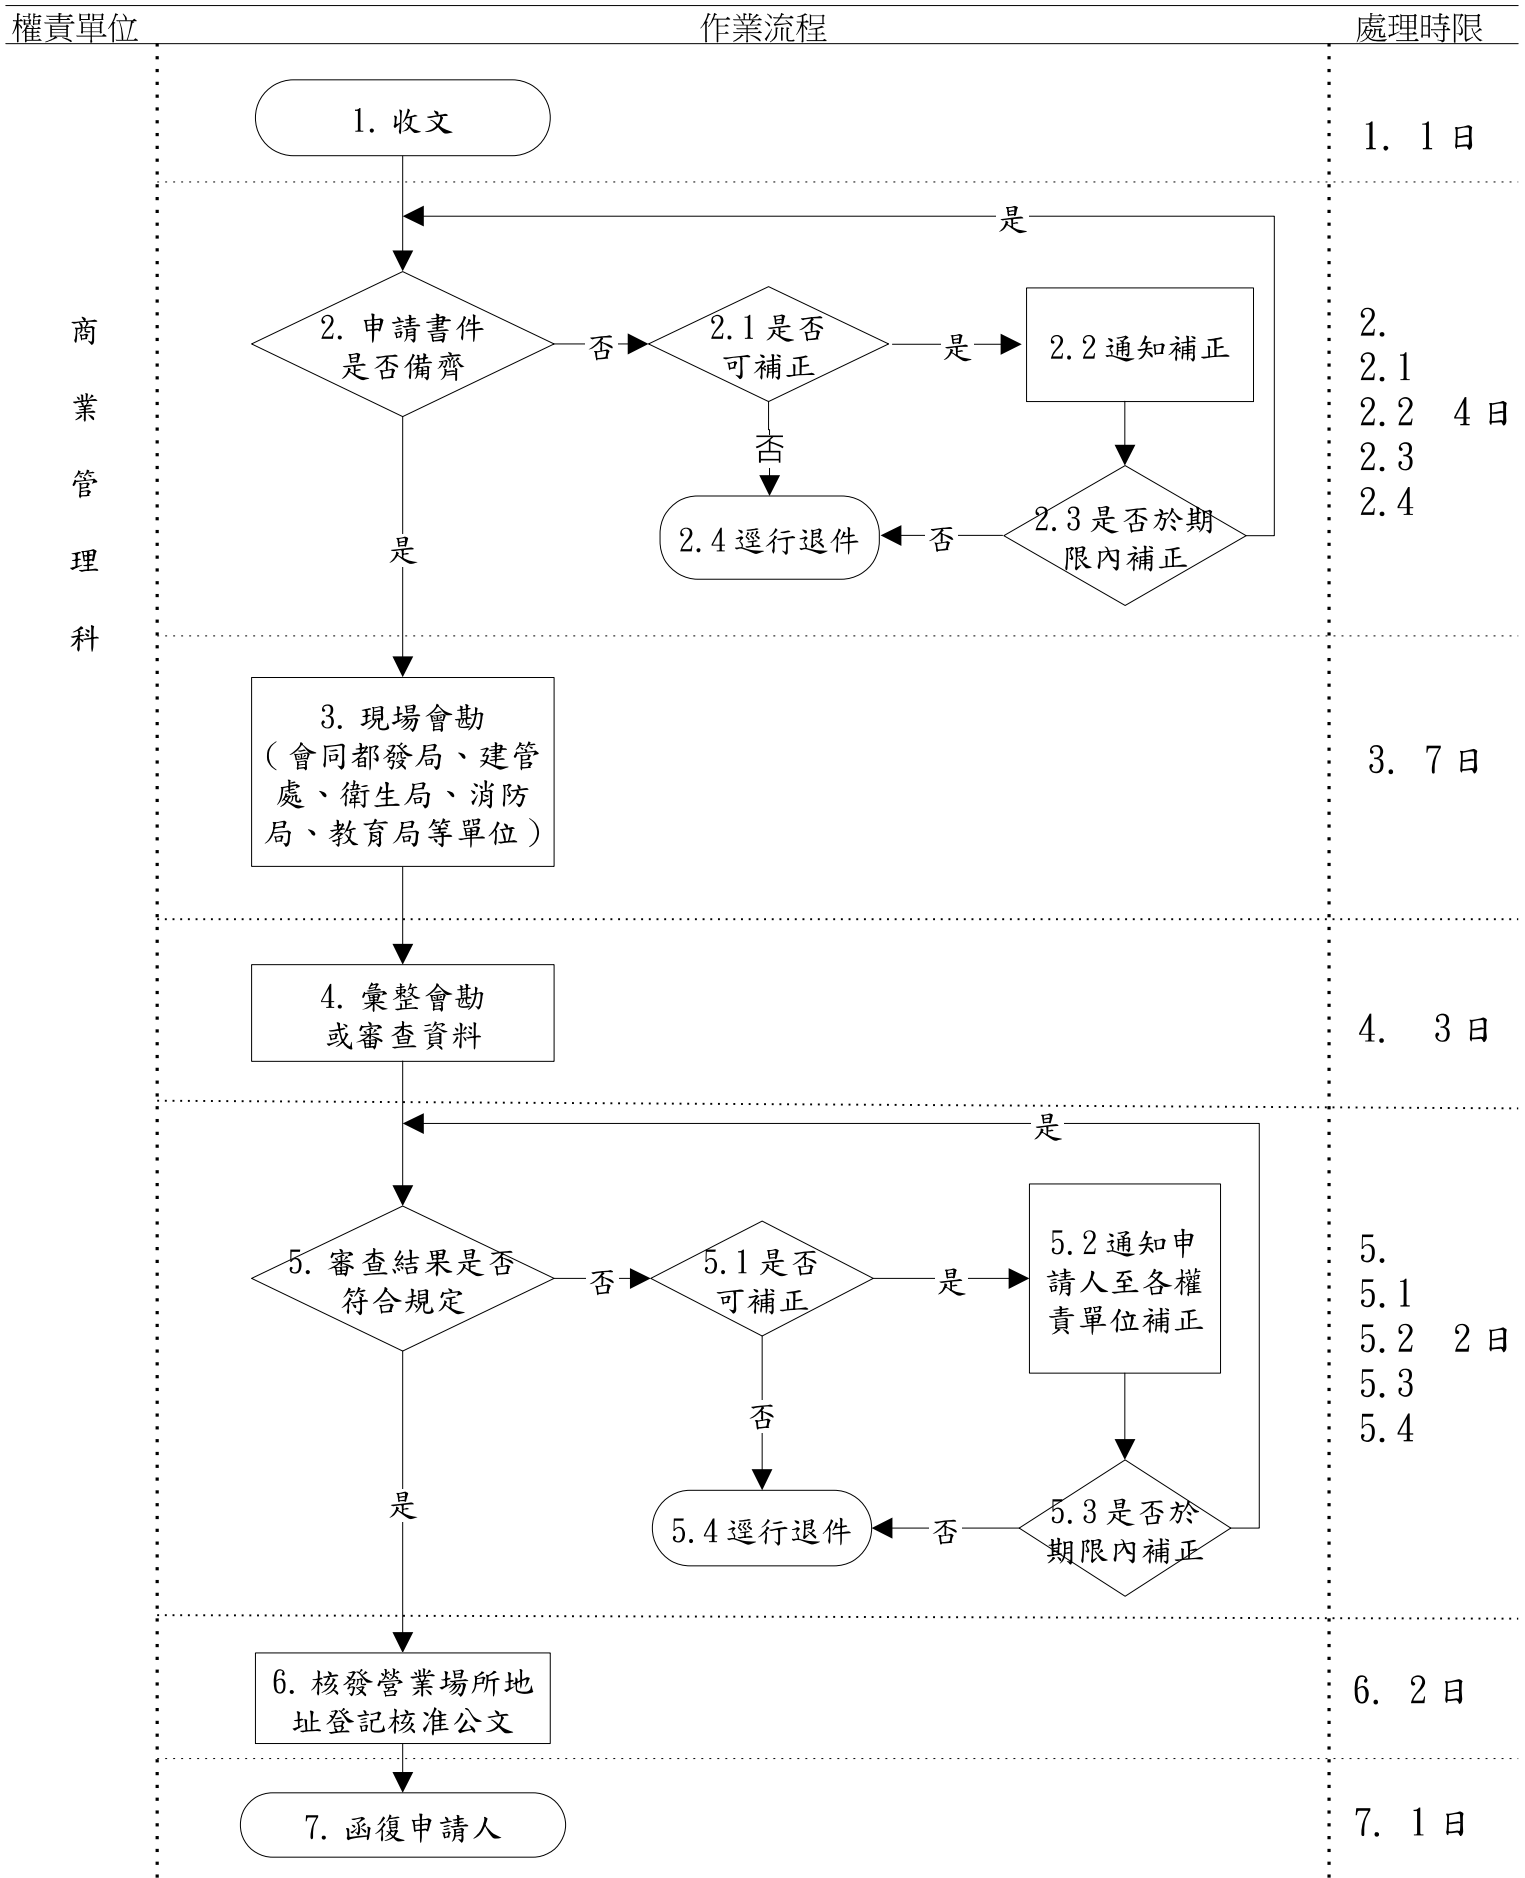 權責單位
作業流程
處理時限
商
業
管
理
科
1. 收文
1. 1日
是
2. 申請書件
是否備齊
否
2.1是否
可補正
是
2.2通知補正
否
2.3是否於期
限內補正
否
2.4逕行退件
是
2.
2.1
2.2 4日
2.3
2.4
3. 現場會勘
(會同都發局、建管
處、衛生局、消防
局、教育局等單位)
3. 7日
4. 彙整會勘
或審查資料
4. 3日
是
5. 審查結果是否
符合規定
否
5.1是否
可補正
是
5.2通知申
請人至各權
責單位補正
否
5.3是否於
期限內補正
否
5.4逕行退件
是
5.
5.1
5.2 2日
5.3
5.4
6. 核發營業場所地
址登記核准公文
6. 2日
7. 函復申請人
7. 1日